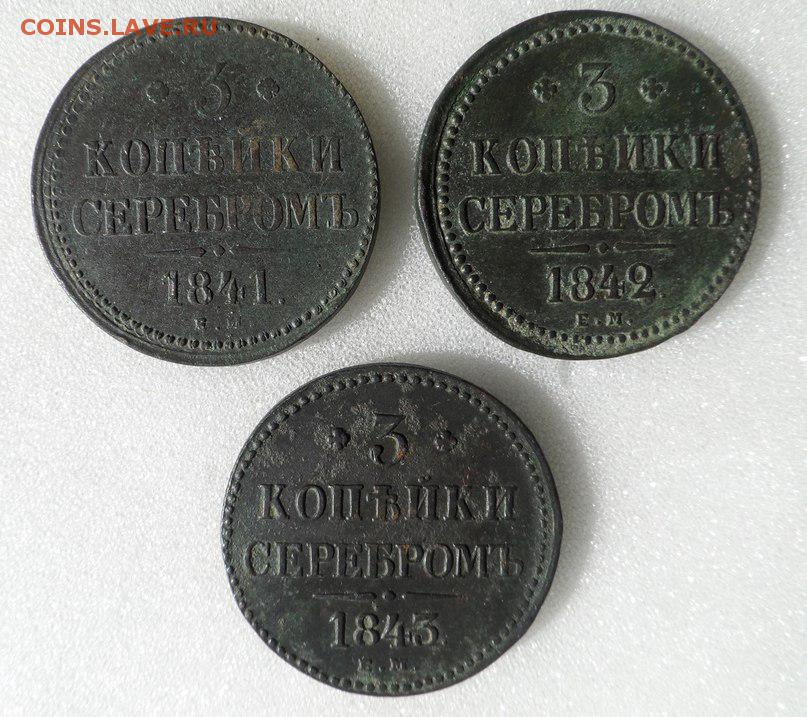 COINS.LAVE.RU
3
КОПѢЙКИ
СЕРЕБРОМЪ
1841.
Е.М.
3
КОПѢЙКИ
СЕРЕБРОМЪ
1842.
Е.М.
3
КОПѢЙКИ
СЕРЕБРОМЪ
1843
Е.М.